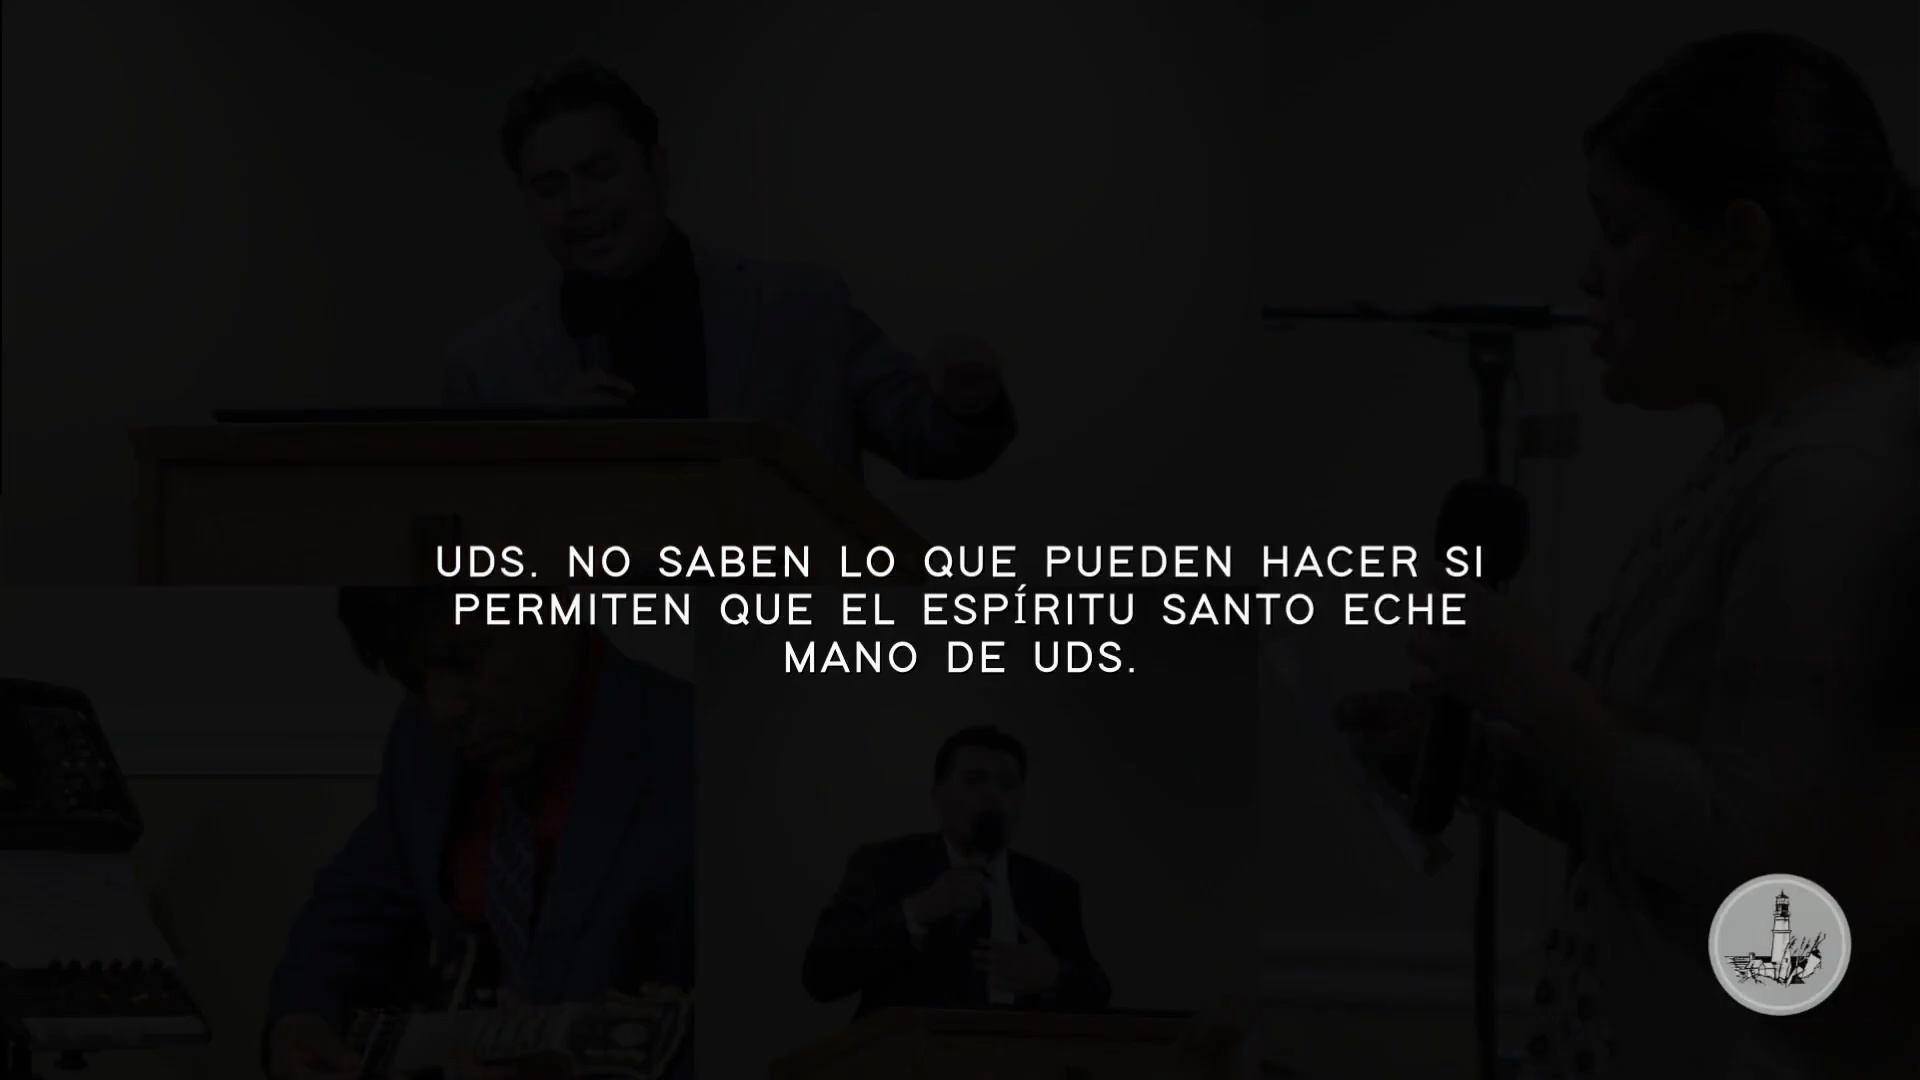 UDS. NO SABEN LO QUE PUEDEN HACER SI
PERMITEN QUE EL ESPÍRITU SANTO ECHE
MANO DE UDS.